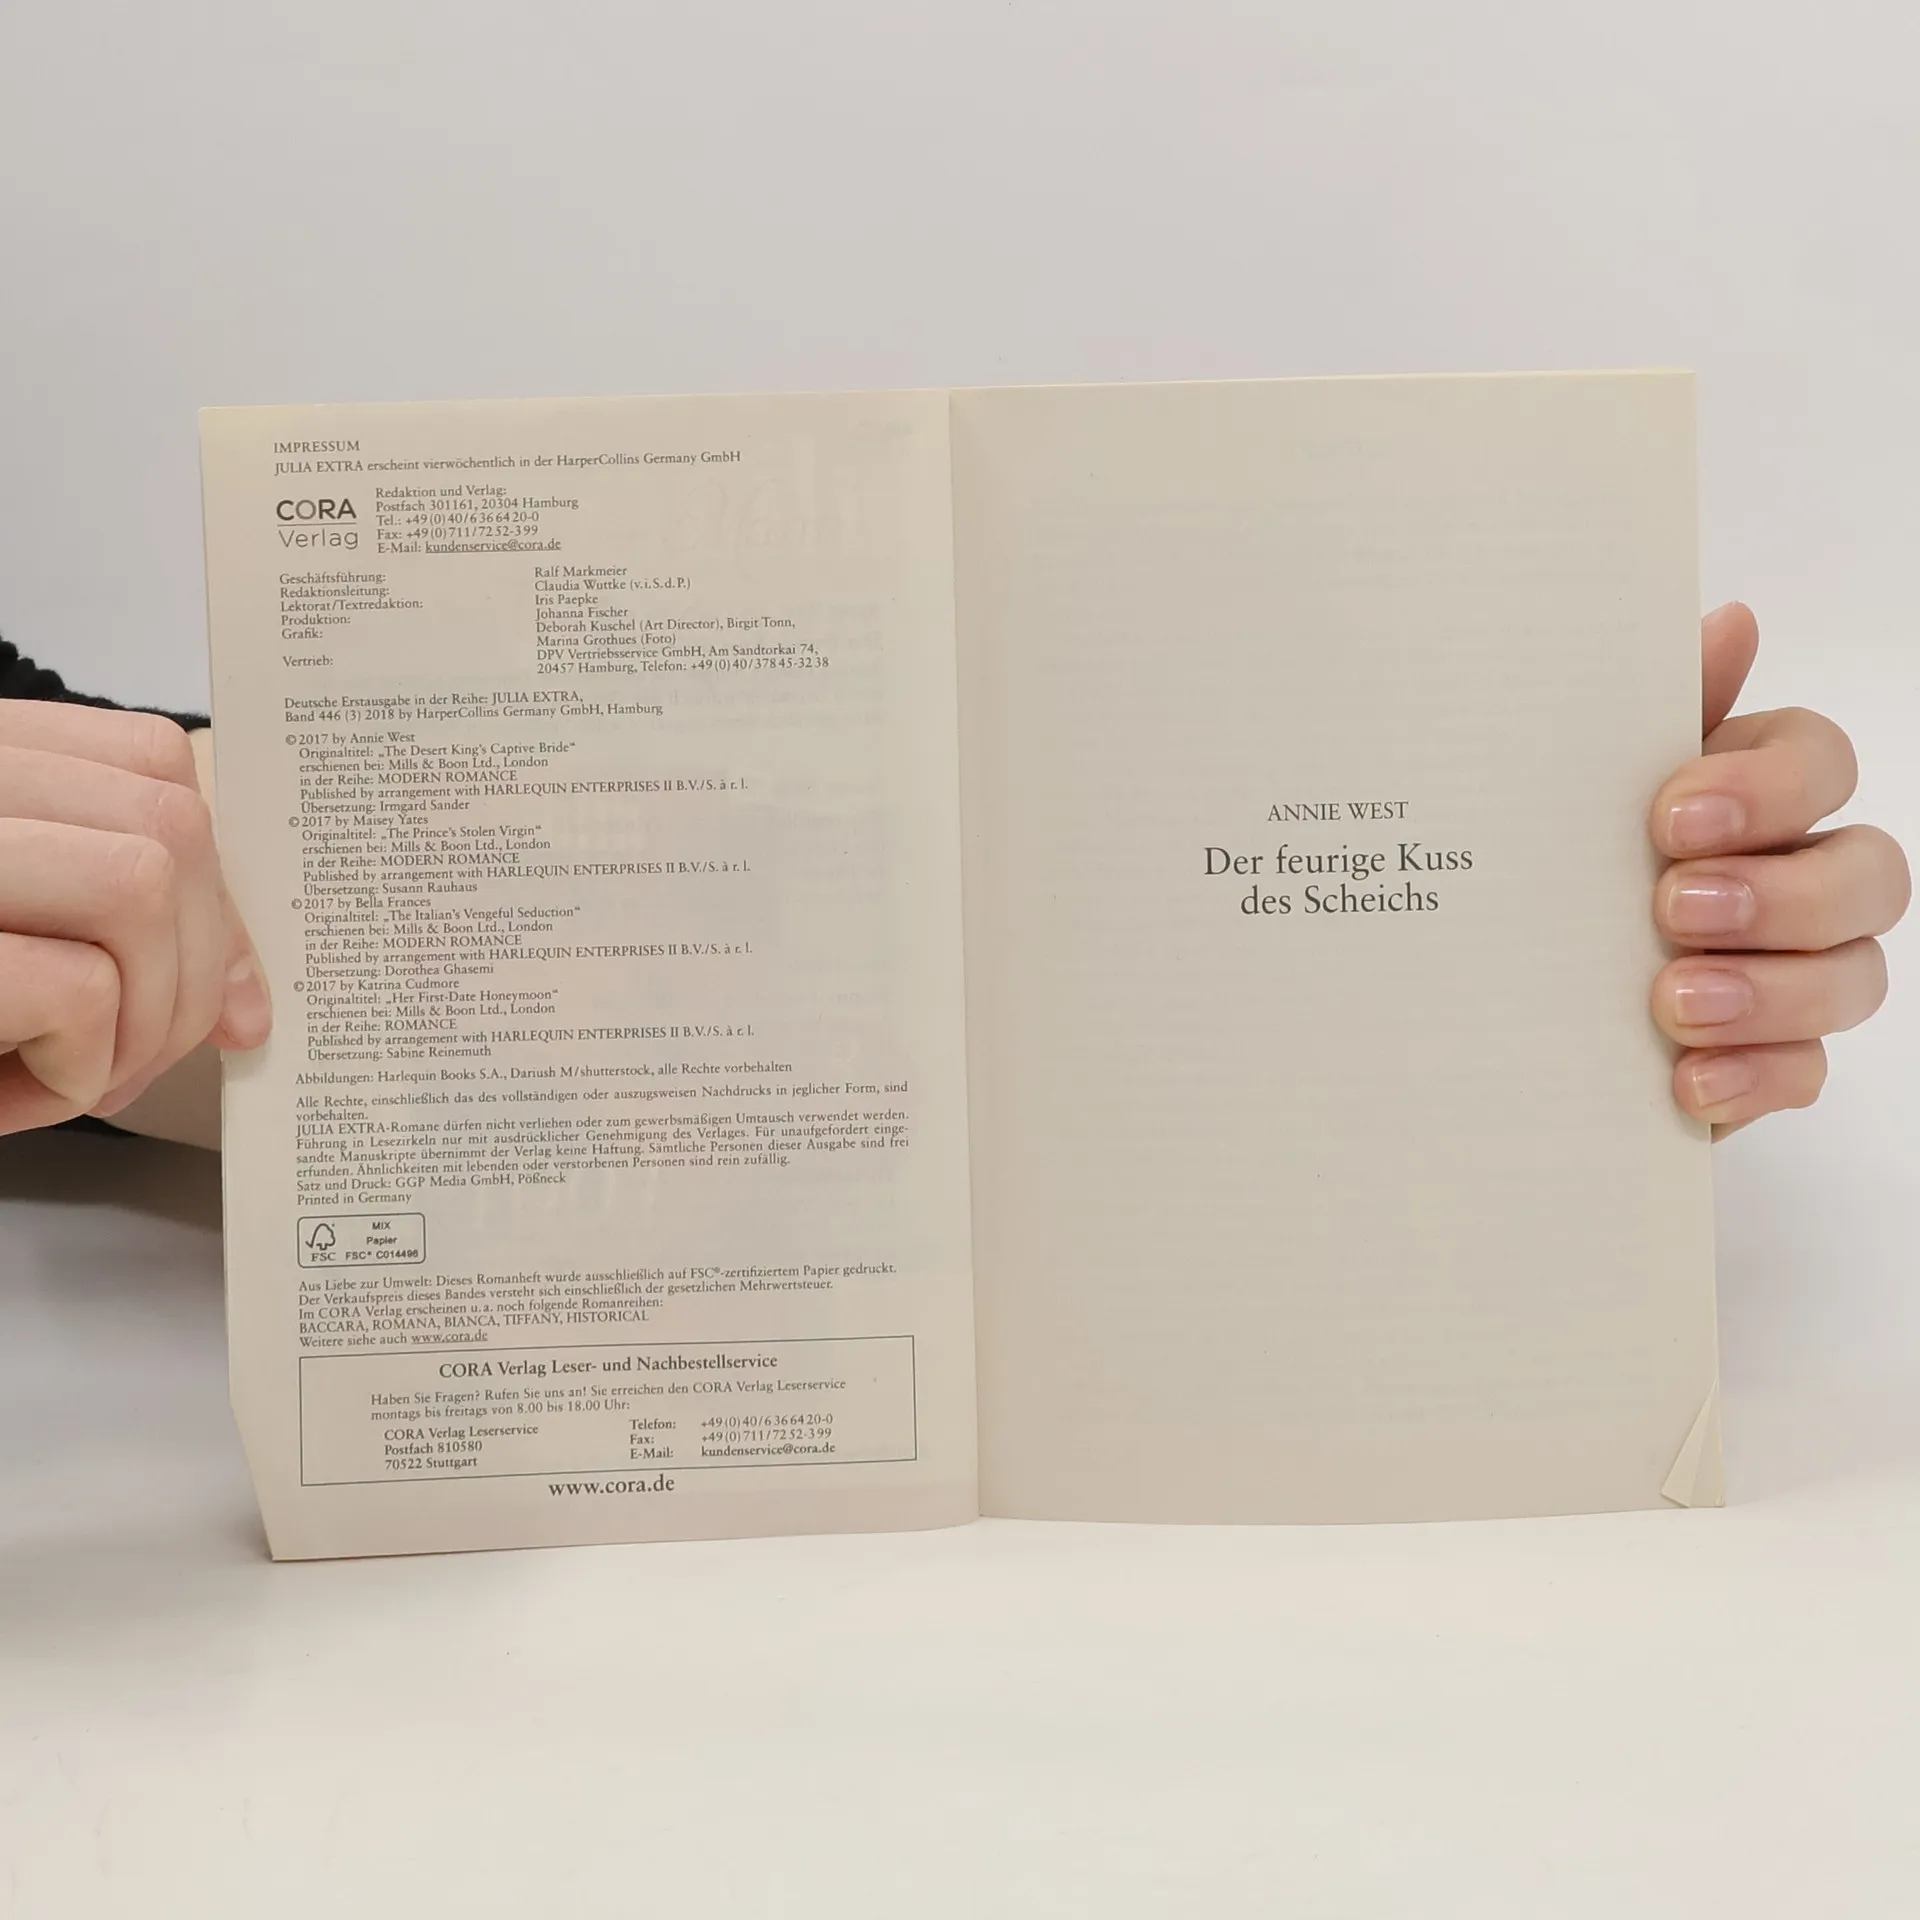 IMPRESSUM
JULIA EXTRA erscheint vierwöchentlich in der HarperCollins Germany GmbH
CORA
Verlag
Redaktion und Verlag:
Postfach 301161, 20304 Hamburg
Tel.: +49(0)40/6366420-0
Fax: +49(0)711/7252-399
E-Mail: kundenservice@cora.de
Geschäftsführung: Ralf Markmeier
Redaktionsleitung: Claudia Wuttke (v.i.S.d.P.)
Lektorat/Textredaktion: Iris Paepke
Produktion: Johanna Fischer
Grafik: Deborah Kuschel (Art Director), Birgit Tonn,
Marina Grothues (Foto)
Vertrieb: DPV Vertriebsservice GmbH, Am Sandtorkai 74,
20457 Hamburg, Telefon: +49(0)40/37845-3238
Deutsche Erstausgabe in der Reihe: JULIA EXTRA,
Band 446 (3) 2018 by HarperCollins Germany GmbH, Hamburg
© 2017 by Annie West
Originaltitel: „The Desert King's Captive Bride“
erschienen bei: Mills & Boon Ltd., London
in der Reihe: MODERN ROMANCE
Published by arrangement with HARLEQUIN ENTERPRISES II B.V./S. à r. l.
Übersetzung: Irmgard Sander
© 2017 by Maisey Yates
Originaltitel: „The Prince's Stolen Virgin“
erschienen bei: Mills & Boon Ltd., London
in der Reihe: MODERN ROMANCE
Published by arrangement with HARLEQUIN ENTERPRISES II B.V./S. à r. l.
Übersetzung: Susann Rauhaus
© 2017 by Bella Frances
Originaltitel: „The Italian's Vengeful Seduction“
erschienen bei: Mills & Boon Ltd., London
in der Reihe: MODERN ROMANCE
Published by arrangement with HARLEQUIN ENTERPRISES II B.V./S. à r. l.
Übersetzung: Dorothea Ghasemi
© 2017 by Katrina Cudmore
Originaltitel: „Her First-Date Honeymoon“
erschienen bei: Mills & Boon Ltd., London
in der Reihe: ROMANCE
Published by arrangement with HARLEQUIN ENTERPRISES II B.V./S. à r. l.
Übersetzung: Sabine Reinemuth
Abbildungen: Harlequin Books S.A., Dariush M/shutterstock, alle Rechte vorbehalten
Alle Rechte, einschließlich das des vollständigen oder auszugsweisen Nachdrucks in jeglicher Form, sind
vorbehalten.
JULIA EXTRA-Romane dürfen nicht verliehen oder zum gewerbsmäßigen Umtausch verwendet werden.
Führung in Lesezirkeln nur mit ausdrücklicher Genehmigung des Verlages. Für unaufgefordert einge-
sandte Manuskripte übernimmt der Verlag keine Haftung. Sämtliche Personen dieser Ausgabe sind frei
erfunden. Ähnlichkeiten mit lebenden oder verstorbenen Personen sind rein zufällig.
Satz und Druck: GGP Media GmbH, Pößneck
Printed in Germany
MIX
Papier
FSC FSC® C014496
Aus Liebe zur Umwelt: Dieses Romanheft wurde ausschließlich auf FSC®-zertifiziertem Papier gedruckt.
Der Verkaufspreis dieses Bandes versteht sich einschließlich der gesetzlichen Mehrwertsteuer.
Im CORA Verlag erscheinen u.a. noch folgende Romanreihen:
BACCARA, ROMANA, BIANCA, TIFFANY, HISTORICAL
Weitere siehe auch www.cora.de
CORA Verlag Leser- und Nachbestellservice
Haben Sie Fragen? Rufen Sie uns an! Sie erreichen den CORA Verlag Leserservice
montags bis freitags von 8.00 bis 18.00 Uhr:
CORA Verlag Leserservice
Postfach 810580
70522 Stuttgart
Telefon: +49(0)40/6366420-0
Fax: +49(0)711/7252-399
E-Mail: kundenservice@cora.de
www.cora.de
ANNIE WEST
Der feurige Kuss
des Scheichs